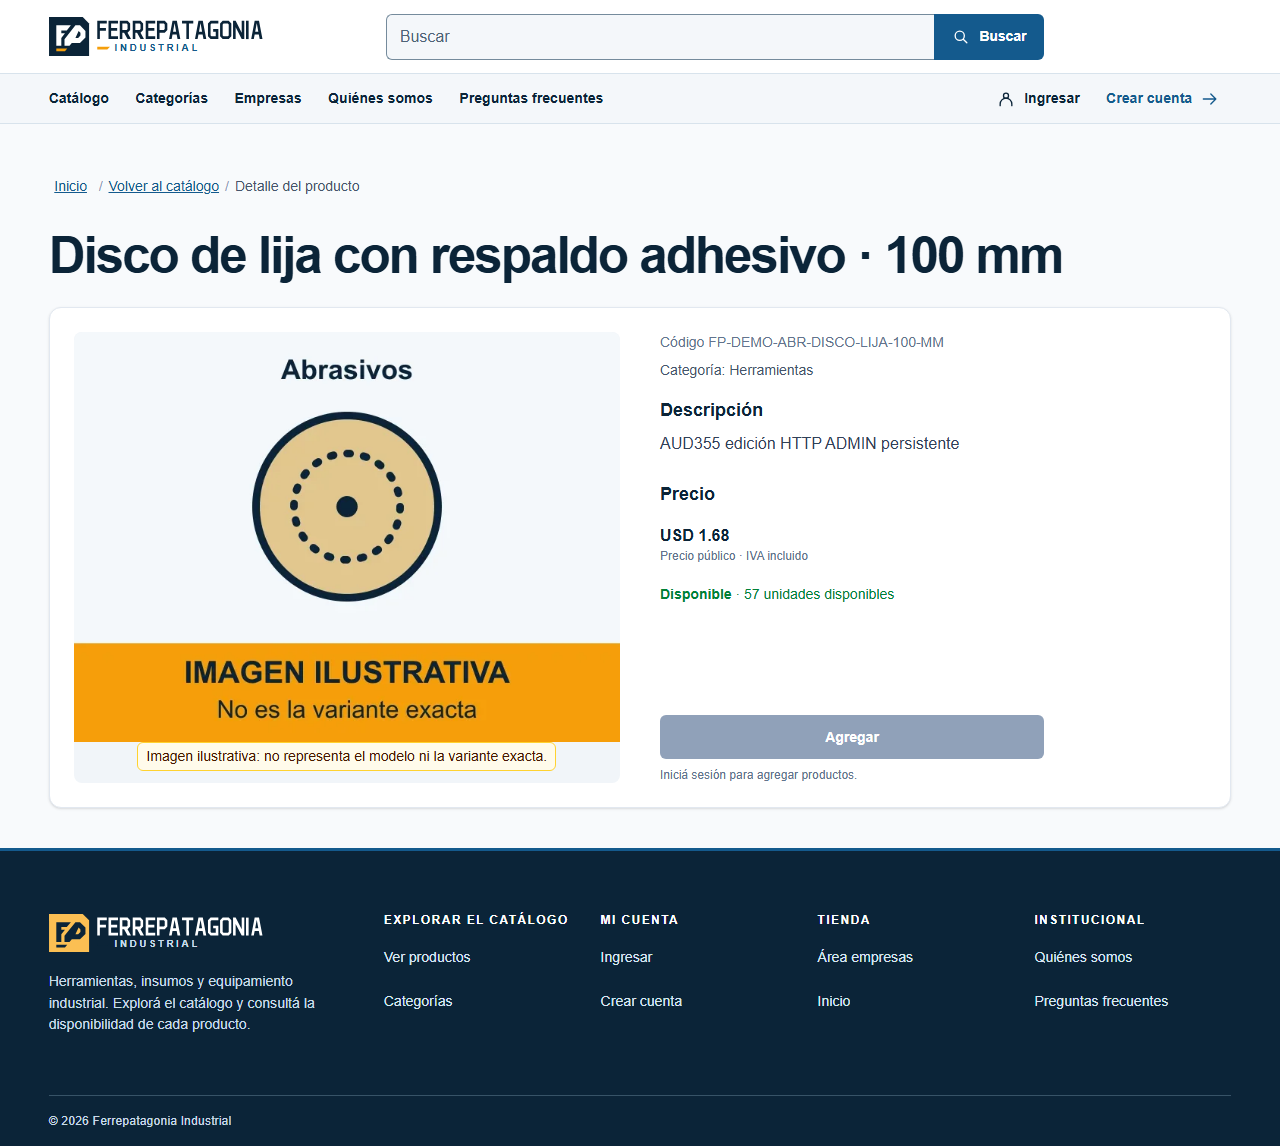 FP FERREPATAGONIA
INDUSTRIAL
Buscar
Buscar
Catálogo
Categorías
Empresas
Quiénes somos
Preguntas frecuentes
Ingresar
Crear cuenta
Inicio / Volver al catálogo / Detalle del producto
Disco de lija con respaldo adhesivo · 100 mm
Abrasivos
IMAGEN ILUSTRATIVA
No es la variante exacta
Imagen ilustrativa: no representa el modelo ni la variante exacta.
Código FP-DEMO-ABR-DISCO-LIJA-100-MM
Categoría: Herramientas
Descripción
AUD355 edición HTTP ADMIN persistente
Precio
USD 1.68
Precio público · IVA incluido
Disponible · 57 unidades disponibles
Agregar
Iniciá sesión para agregar productos.
FP FERREPATAGONIA
INDUSTRIAL
Herramientas, insumos y equipamiento
industrial. Explorá el catálogo y consultá la
disponibilidad de cada producto.
EXPLORAR EL CATÁLOGO
Ver productos
Categorías
MI CUENTA
Ingresar
Crear cuenta
TIENDA
Área empresas
Inicio
INSTITUCIONAL
Quiénes somos
Preguntas frecuentes
© 2026 Ferrepatagonia Industrial